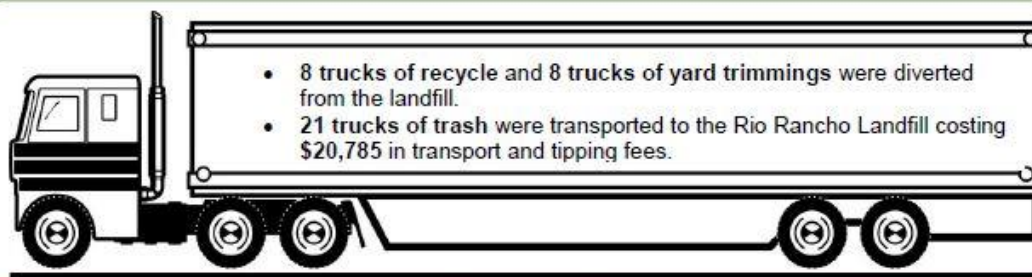 • 8 trucks of recycle and 8 trucks of yard trimmings were diverted
from the landfill.
• 21 trucks of trash were transported to the Rio Rancho Landfill costing
$20,785 in transport and tipping fees.